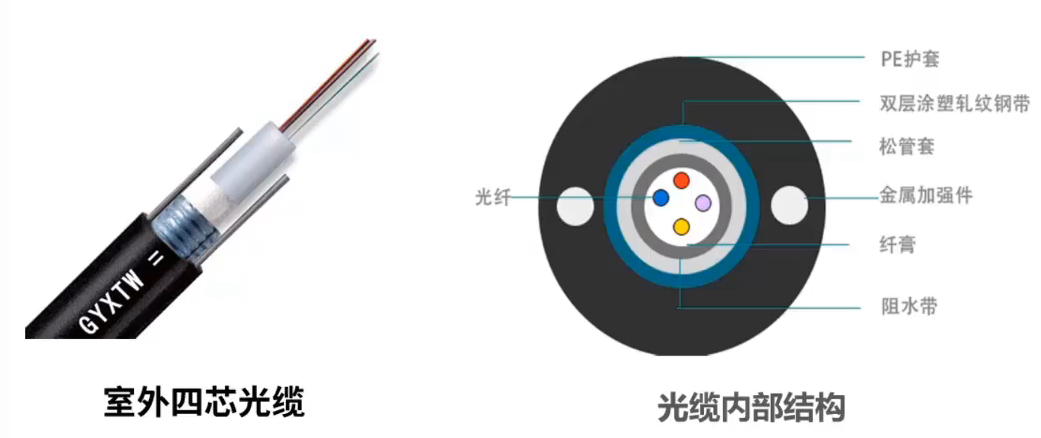 PE护套
双层涂塑轧纹钢带
松管套
光纤
金属加强件
纤膏
阻水带
GYXTW =
室外四芯光缆
光缆内部结构